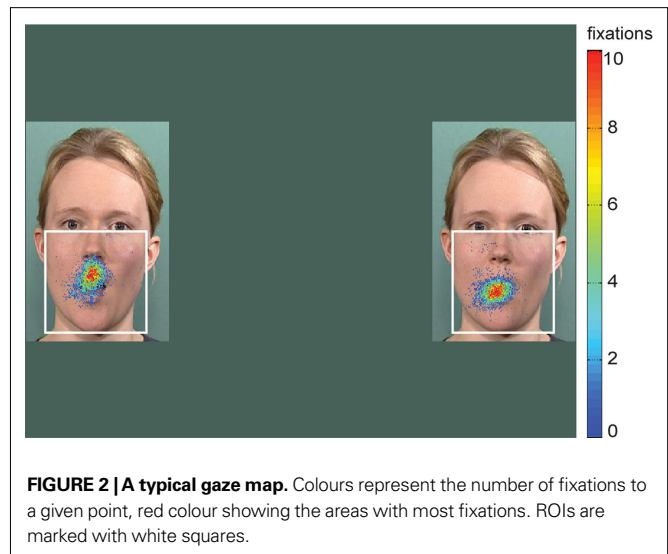 fixations
10
8
6
4
2
0
FIGURE 2 | A typical gaze map. Colours represent the number of fixations to
a given point, red colour showing the areas with most fixations. ROIs are
marked with white squares.